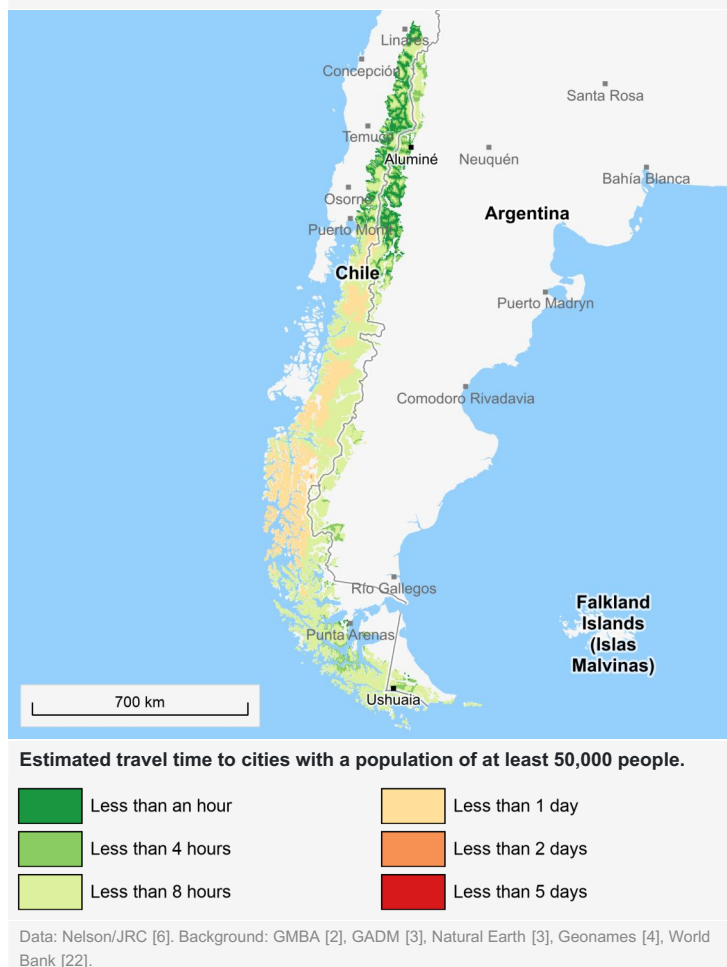 Linares
Concepción
Santa Rosa
Temuco
Aluminé
Neuquén
Bahía Blanca
Osorno
Argentina
Puerto Montt
Chile
Puerto Madryn
Comodoro Rivadavia
Río Gallegos
Falkland
Islands
(Islas
Malvinas)
Punta Arenas
Ushuaia
700 km
Estimated travel time to cities with a population of at least 50,000 people.
Less than an hour
Less than 1 day
Less than 4 hours
Less than 2 days
Less than 8 hours
Less than 5 days
Data: Nelson/JRC [6]. Background: GMBA [2], GADM [3], Natural Earth [3], Geonames [4], World
Bank [22].